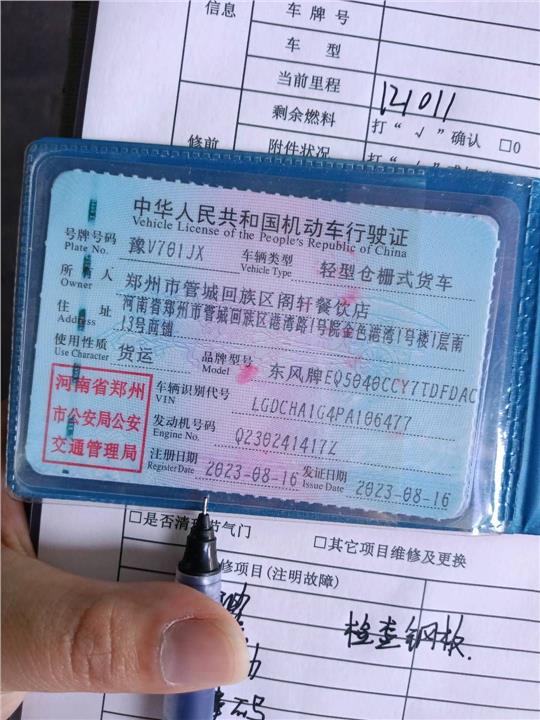 信息
车牌号
车型
当前里程
121011
剩余燃料
打“√”确认 □0
修前
附件状况
中华人民共和国机动车行驶证
Vehicle License of the People's Republic of China
号牌号码 豫V761JX 车辆类型 轻型仓栅式货车
Plate No. Vehicle Type
所有人 郑州市管城回族区阁轩餐饮店
Owner
住址 河南省郑州市管城回族区港湾路1号院金色港湾1号楼1层南
Address 13号商铺
使用性质 货运 品牌型号 东风牌EQ5040CCY7TDFDAC
Use Character Model
河南省郑州
市公安局公安
交通管理局
车辆识别代号 LGDCHA1G4PA106477
VIN
发动机号码 Q230241417Z
Engine No.
注册日期 2023-08-16 发证日期 2023-08-16
Register Date Issue Date
□是否清理节气门 □其它项目维修及更换
修项目(注明故障)
检查钢板